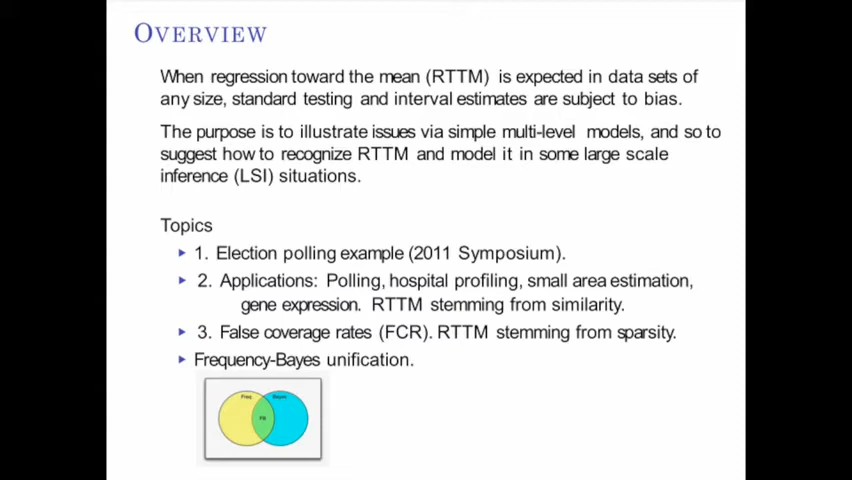 OVERVIEW
When regression toward the mean (RTTM) is expected in data sets of
any size, standard testing and interval estimates are subject to bias.
The purpose is to illustrate issues via simple multi-level models, and so to
suggest how to recognize RTTM and model it in some large scale
inference (LSI) situations.
Topics
1. Election polling example (2011 Symposium).
2. Applications: Polling, hospital profiling, small area estimation,
gene expression. RTTM stemming from similarity.
3. False coverage rates (FCR). RTTM stemming from sparsity.
Frequency-Bayes unification.
Freq
Bayes
FB